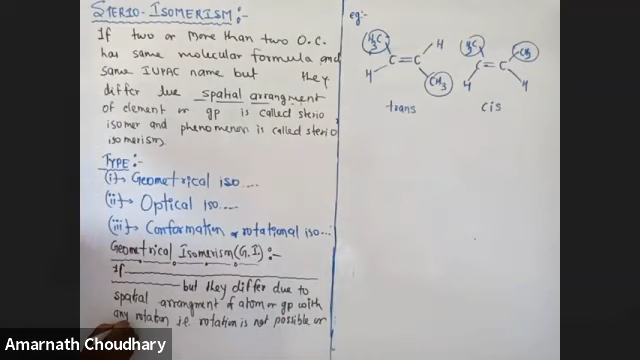 STERIO-ISOMERISM:-
If two or more than two O.C.
has same molecular formula and
same IUPAC name but they
differ due spatial arrangment
of element or gp is called sterio
isomer and phenomenon is called sterio
isomerism.
TYPE:-
(i)→ Geometrical iso....
(ii)→ Optical iso....
(iii)→ Conformation or rotational iso...
Geometrical Isomerism (G.I):-
If
but they differ due to
spatial arrangment of atom or gp with
any rotation i.e. rotation is not possible or
eg:-
H3C H
C=C
H CH3
trans
H3C CH3
C=C
H H
cis
Amarnath Choudhary